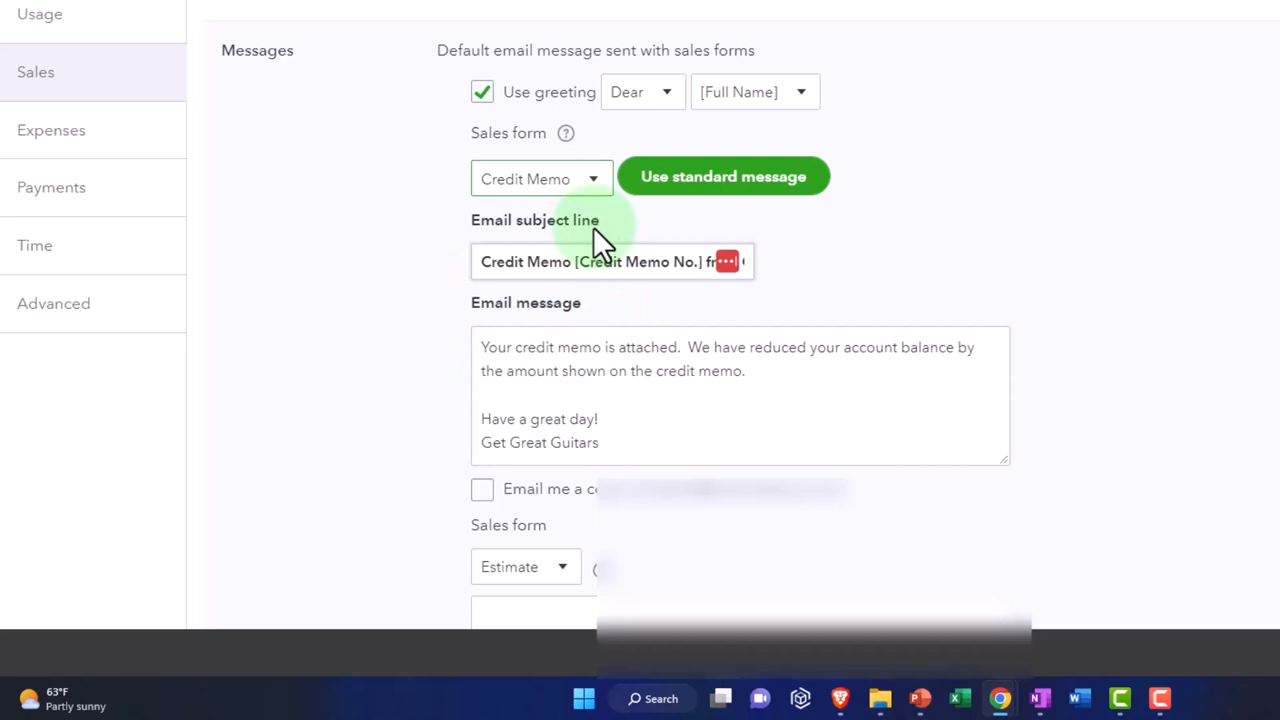 Usage
Sales
Expenses
Payments
Time
Advanced
Messages
Default email message sent with sales forms
Use greeting
Dear
[Full Name]
Sales form
Credit Memo
Use standard message
Email subject line
Credit Memo [Credit Memo No.]
Email message
Your credit memo is attached.  We have reduced your account balance by
the amount shown on the credit memo.
Have a great day!
Get Great Guitars
Email me a
Sales form
Estimate
63°F
Partly sunny
Search